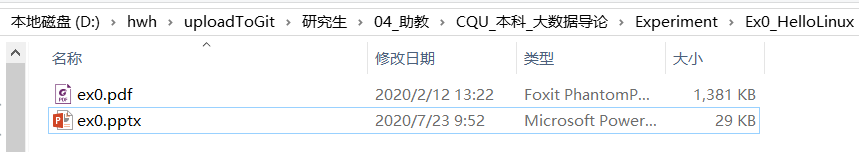 本地磁盘 (D:) › hwh › uploadToGit › 研究生 › 04_助教 › CQU_本科_大数据导论 › Experiment › Ex0_HelloLinux
名称 修改日期 类型 大小
ex0.pdf 2020/2/12 13:22 Foxit PhantomP... 1,381 KB
ex0.pptx 2020/7/23 9:52 Microsoft Power... 29 KB